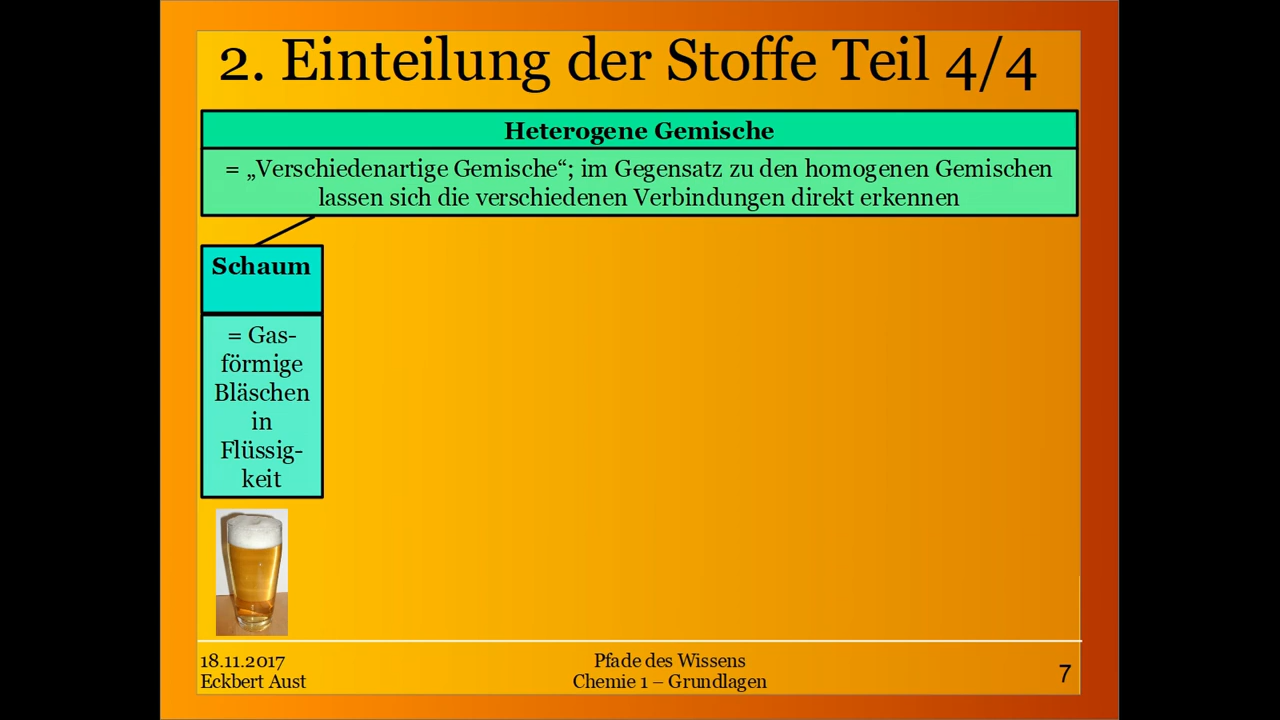 2. Einteilung der Stoffe Teil 4/4
Heterogene Gemische
= „Verschiedenartige Gemische“; im Gegensatz zu den homogenen Gemischen
lassen sich die verschiedenen Verbindungen direkt erkennen
Schaum
= Gas-
förmige
Bläschen
in
Flüssig-
keit
18.11.2017
Eckbert Aust
Pfade des Wissens
Chemie 1 – Grundlagen
7